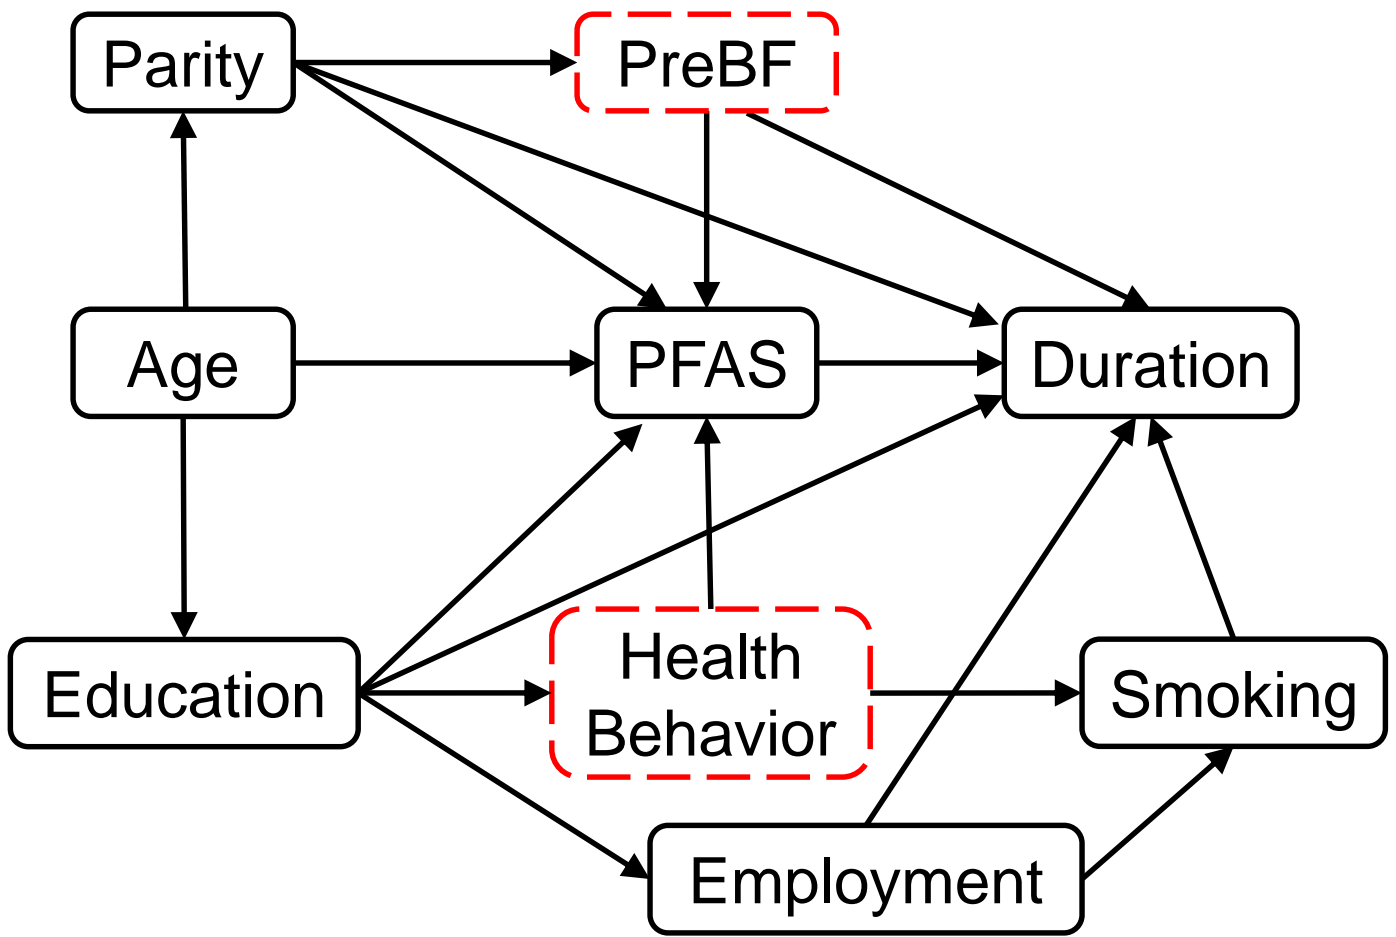 Parity
PreBF
Age
PFAS
Duration
Education
Health
Behavior
Smoking
Employment